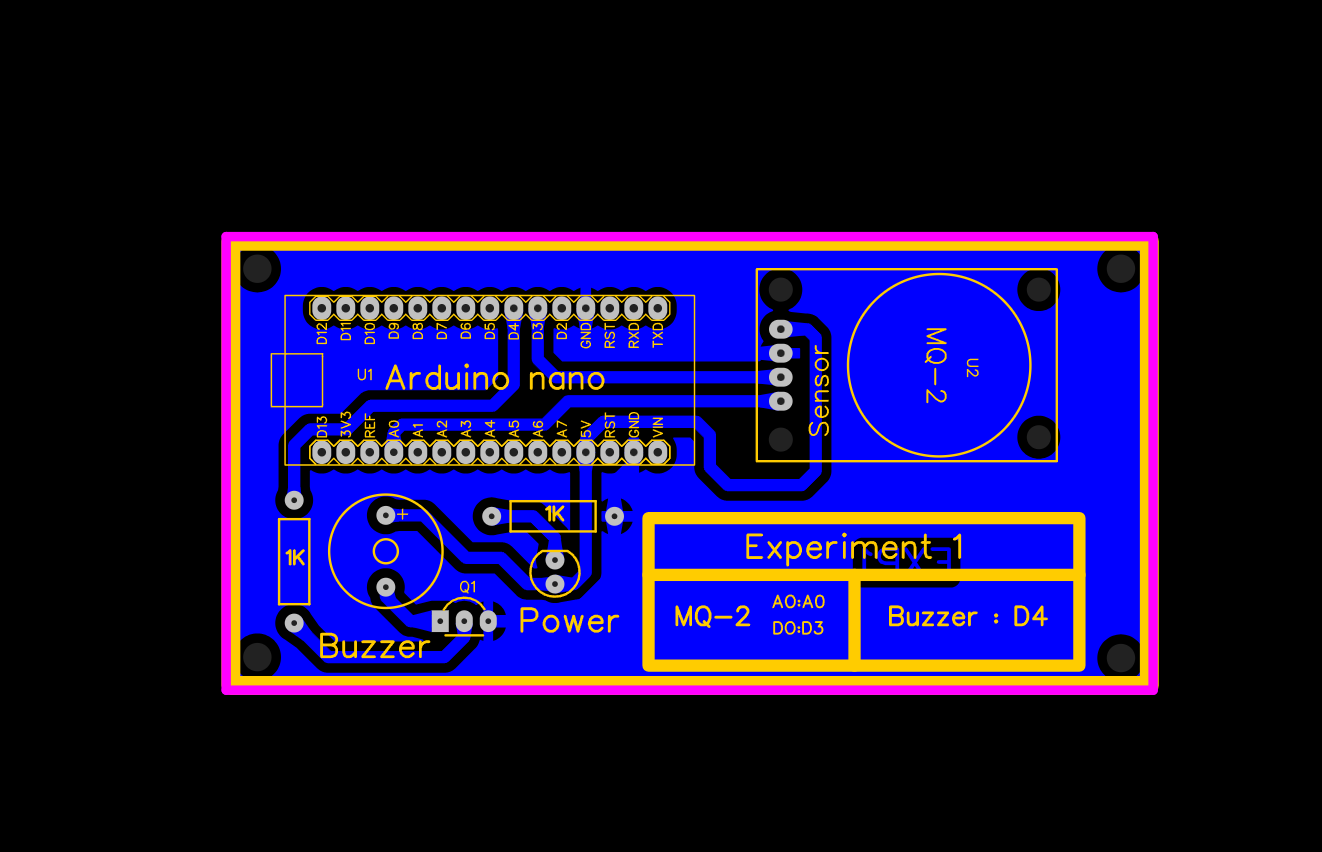 D12 D11 D10 D9 D8 D7 D6 D5 D4 D3 D2 GND RST RXD TXD
U1
Arduino nano
D13 3V3 REF A0 A1 A2 A3 A4 A5 A6 A7 5V RST GND VIN
Sensor
MQ-2
U2
1K
+
1K
Q1
Buzzer
Power
Experiment 1
MQ-2
AO:A0
DO:D3
Buzzer : D4